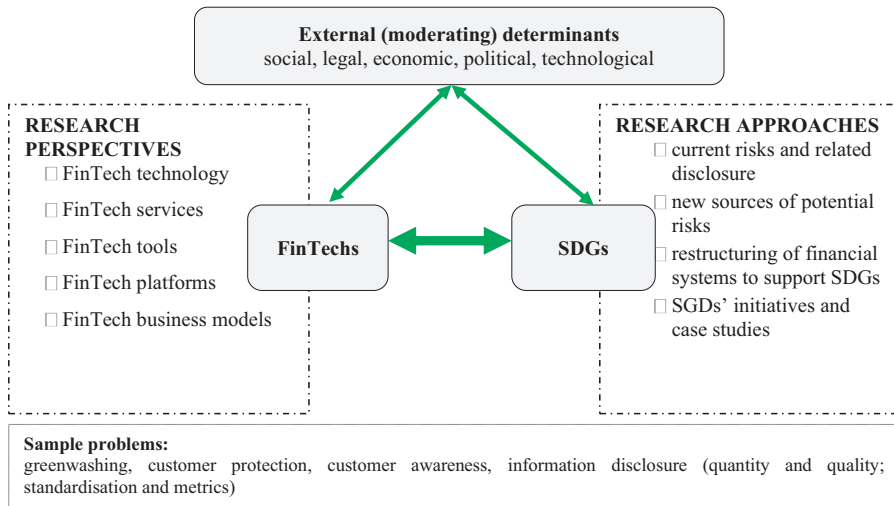 External (moderating) determinants
social, legal, economic, political, technological
RESEARCH
PERSPECTIVES
□ FinTech technology
□ FinTech services
□ FinTech tools
□ FinTech platforms
□ FinTech business models
FinTechs
SDGs
RESEARCH APPROACHES
□ current risks and related
disclosure
□ new sources of potential
risks
□ restructuring of financial
systems to support SDGs
□ SGDs’ initiatives and
case studies
Sample problems:
greenwashing, customer protection, customer awareness, information disclosure (quantity and quality;
standardisation and metrics)